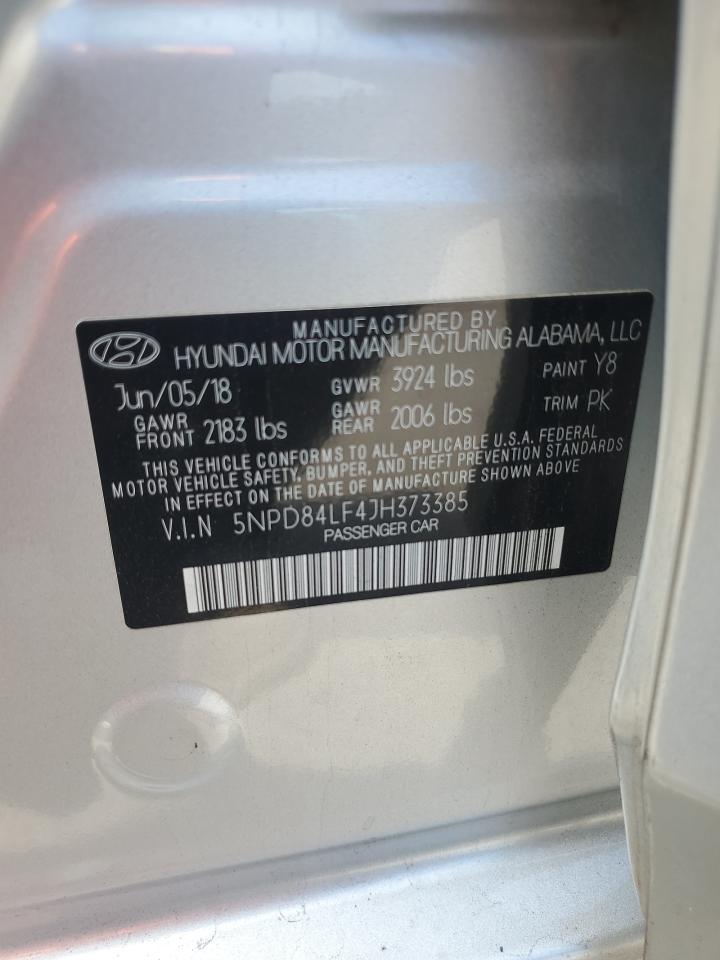 MANUFACTURED BY
HYUNDAI MOTOR MANUFACTURING ALABAMA, LLC
Jun/05/18 GVWR 3924 lbs PAINT Y8
GAWR FRONT 2183 lbs GAWR REAR 2006 lbs TRIM PK
THIS VEHICLE CONFORMS TO ALL APPLICABLE U.S.A. FEDERAL
MOTOR VEHICLE SAFETY, BUMPER, AND THEFT PREVENTION STANDARDS
IN EFFECT ON THE DATE OF MANUFACTURE SHOWN ABOVE
V.I.N 5NPD84LF4JH373385
PASSENGER CAR